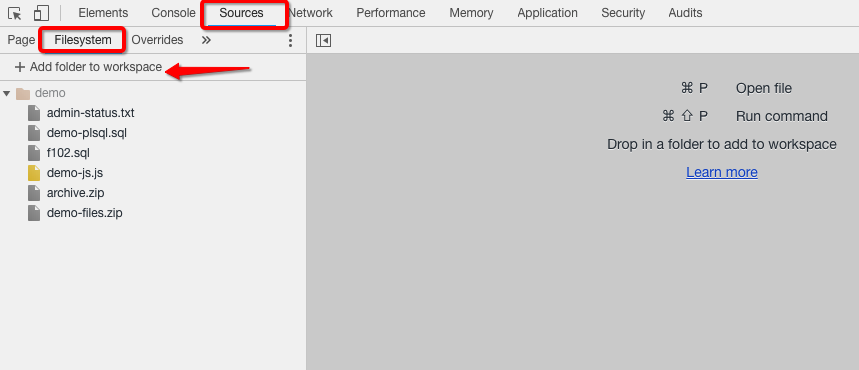 Elements Console Sources Network Performance Memory Application Security Audits
Page Filesystem Overrides »
+ Add folder to workspace
demo
admin-status.txt
demo-plsql.sql
f102.sql
demo-js.js
archive.zip
demo-files.zip
⌘ P Open file
⌘ ⇧ P Run command
Drop in a folder to add to workspace
Learn more